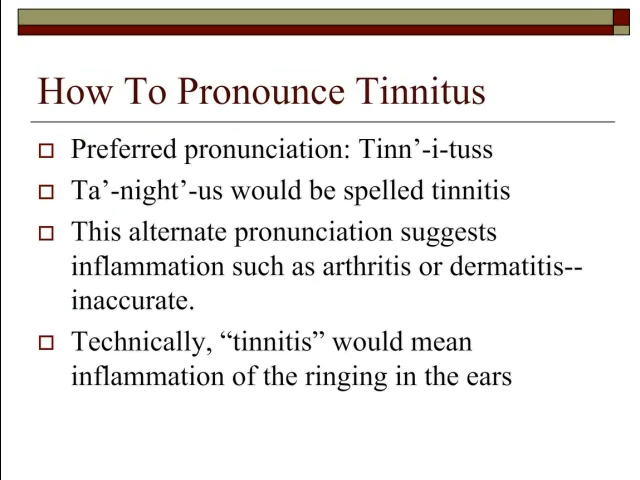 How To Pronounce Tinnitus
Preferred pronunciation: Tinn’-i-tuss
Ta’-night’-us would be spelled tinnitis
This alternate pronunciation suggests
inflammation such as arthritis or dermatitis--
inaccurate.
Technically, “tinnitis” would mean
inflammation of the ringing in the ears